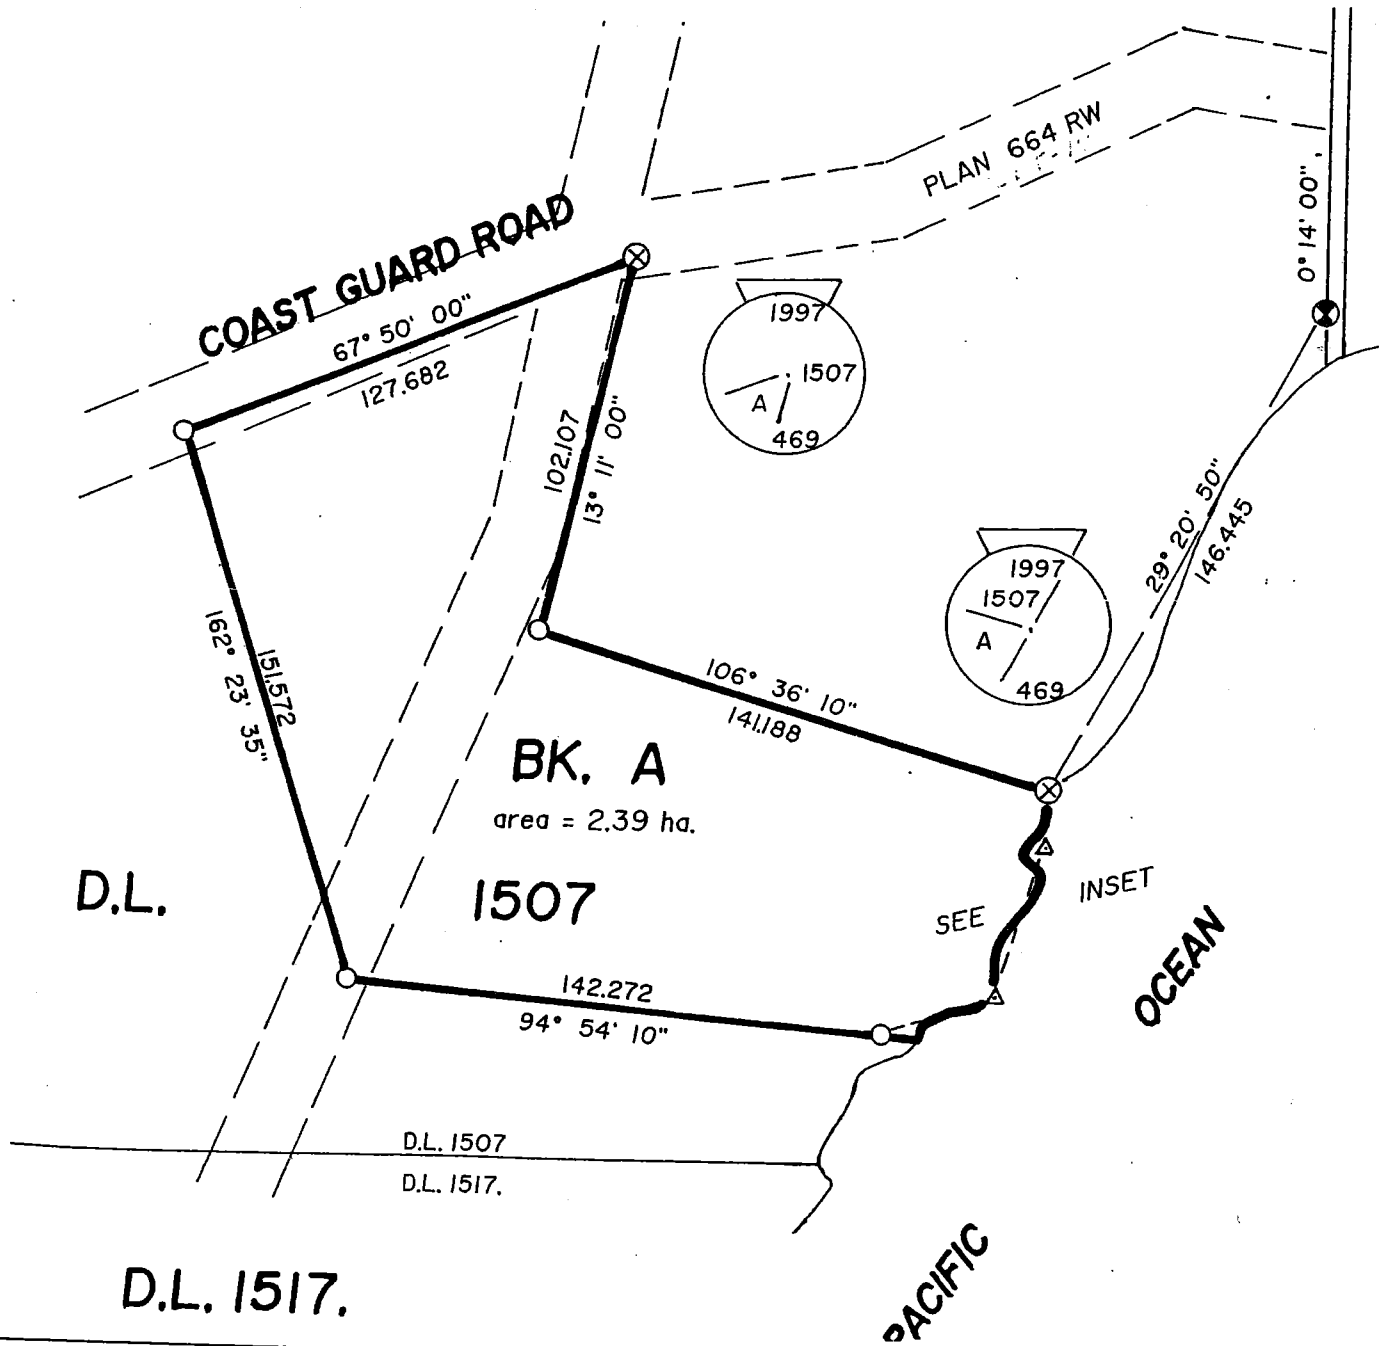 PLAN 664 RW
0° 14' 00"
COAST GUARD ROAD
67° 50' 00"
127.682
1997
1507
A
469
102.107
13° 11' 00"
29° 20' 50"
146.445
1997
1507
A
469
162° 23' 35"
151.572
106° 36' 10"
141.188
BK. A
area = 2.39 ha.
D.L.
1507
SEE
INSET
OCEAN
142.272
94° 54' 10"
D.L. 1507
D.L. 1517.
PACIFIC
D.L. 1517.